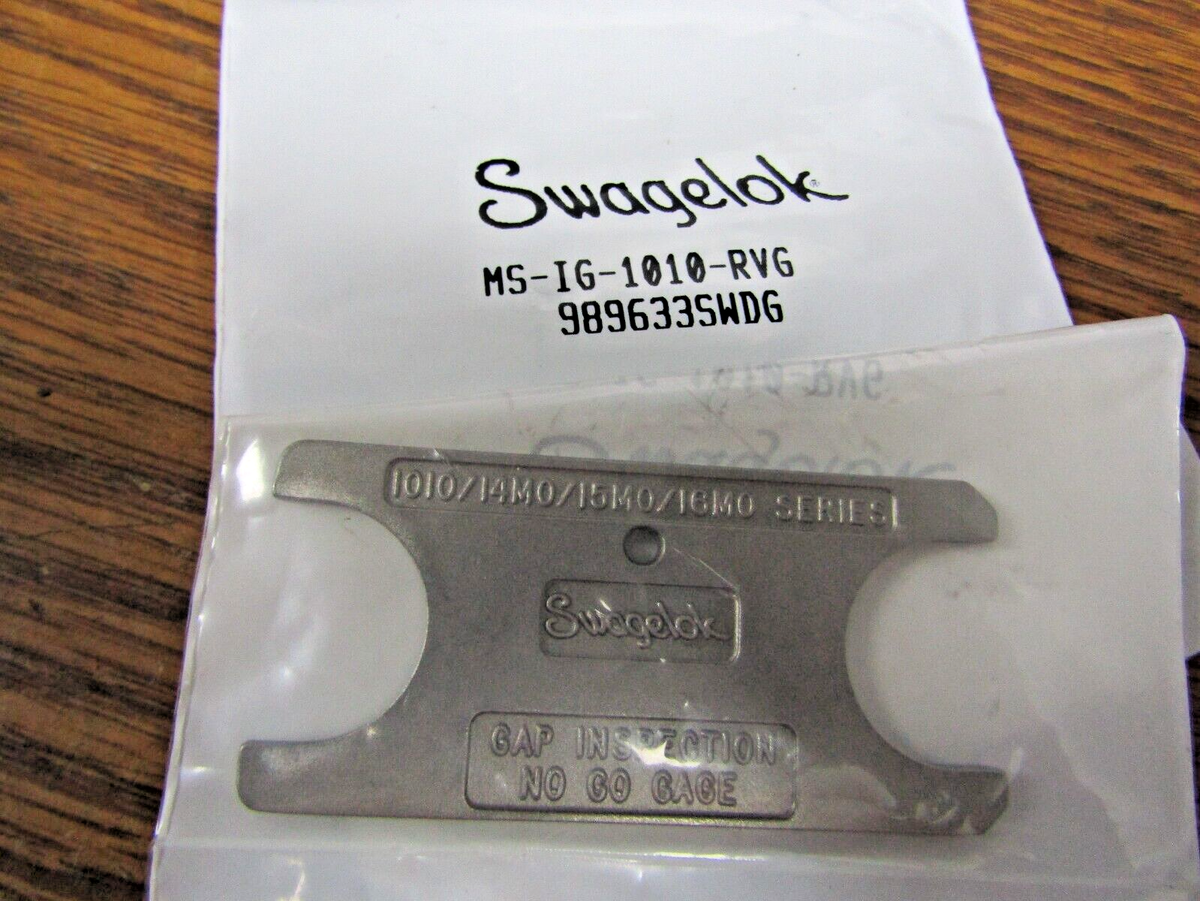 Swagelok
MS-IG-1010-RVG
989633SWDG
1010/14M0/15M0/16M0 SERIES
Swagelok
GAP INSPECTION
NO GO GAGE